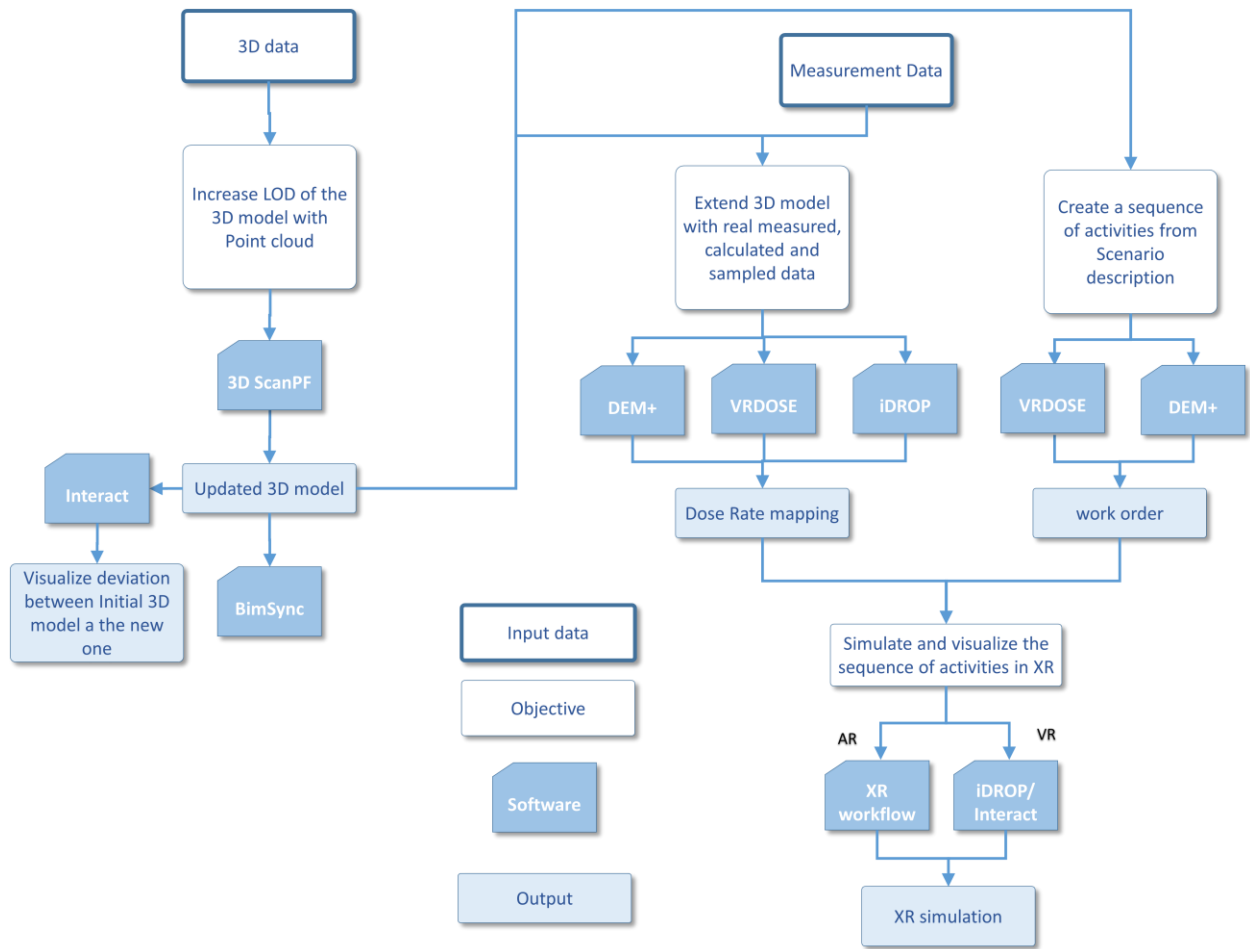 3D data
Measurement Data
Increase LOD of the
3D model with
Point cloud
Extend 3D model
with real measured,
calculated and
sampled data
Create a sequence
of activities from
Scenario
description
3D ScanPF
DEM+
VRDOSE
iDROP
VRDOSE
DEM+
Interact
Updated 3D model
Dose Rate mapping
work order
Visualize deviation
between Initial 3D
model a the new
one
BimSync
Input data
Objective
Software
Output
Simulate and visualize the
sequence of activities in XR
AR
VR
XR
workflow
iDROP/
Interact
XR simulation